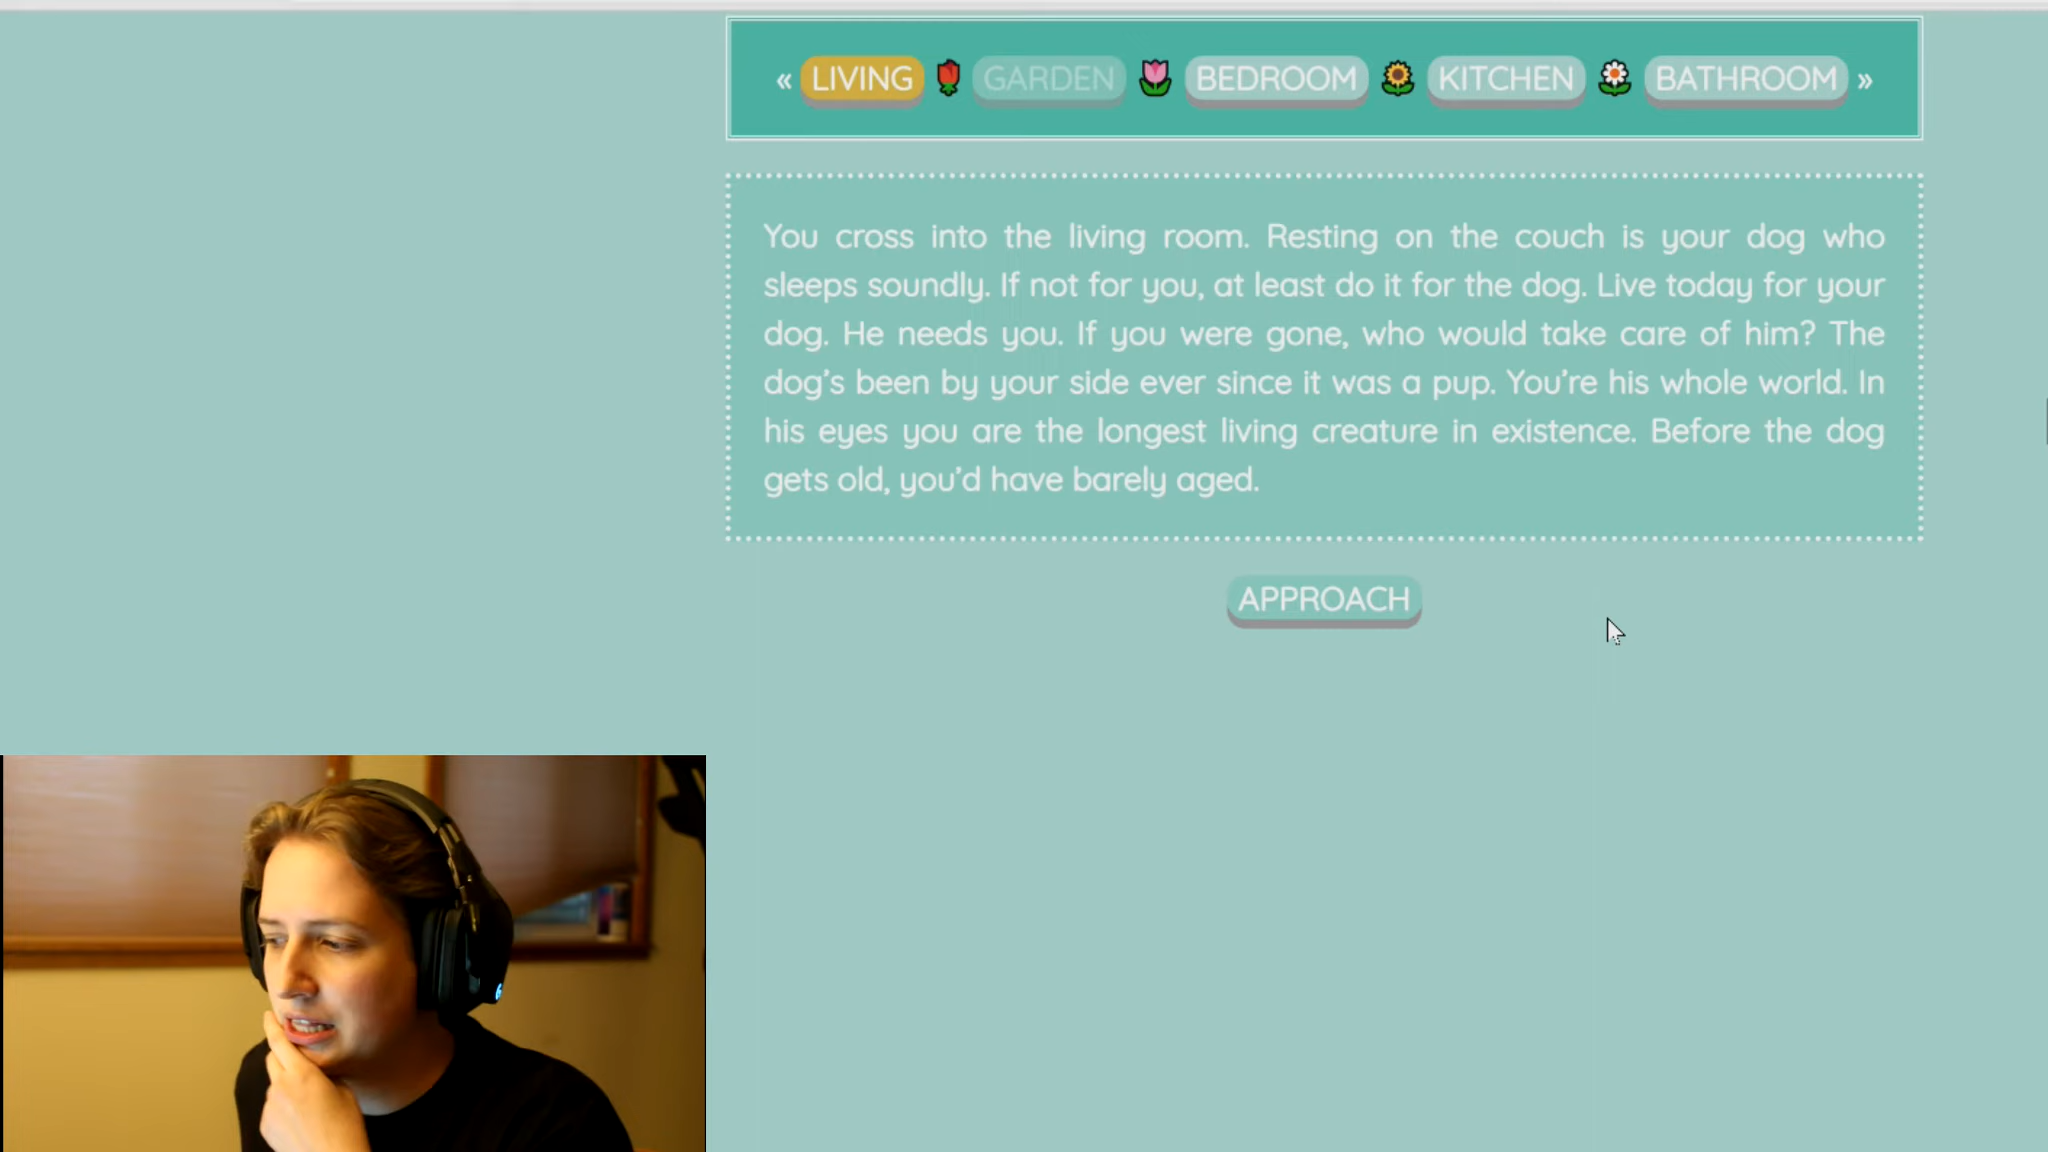 « LIVING GARDEN BEDROOM KITCHEN BATHROOM »
You cross into the living room. Resting on the couch is your dog who
sleeps soundly. If not for you, at least do it for the dog. Live today for your
dog. He needs you. If you were gone, who would take care of him? The
dog’s been by your side ever since it was a pup. You’re his whole world. In
his eyes you are the longest living creature in existence. Before the dog
gets old, you’d have barely aged.
APPROACH